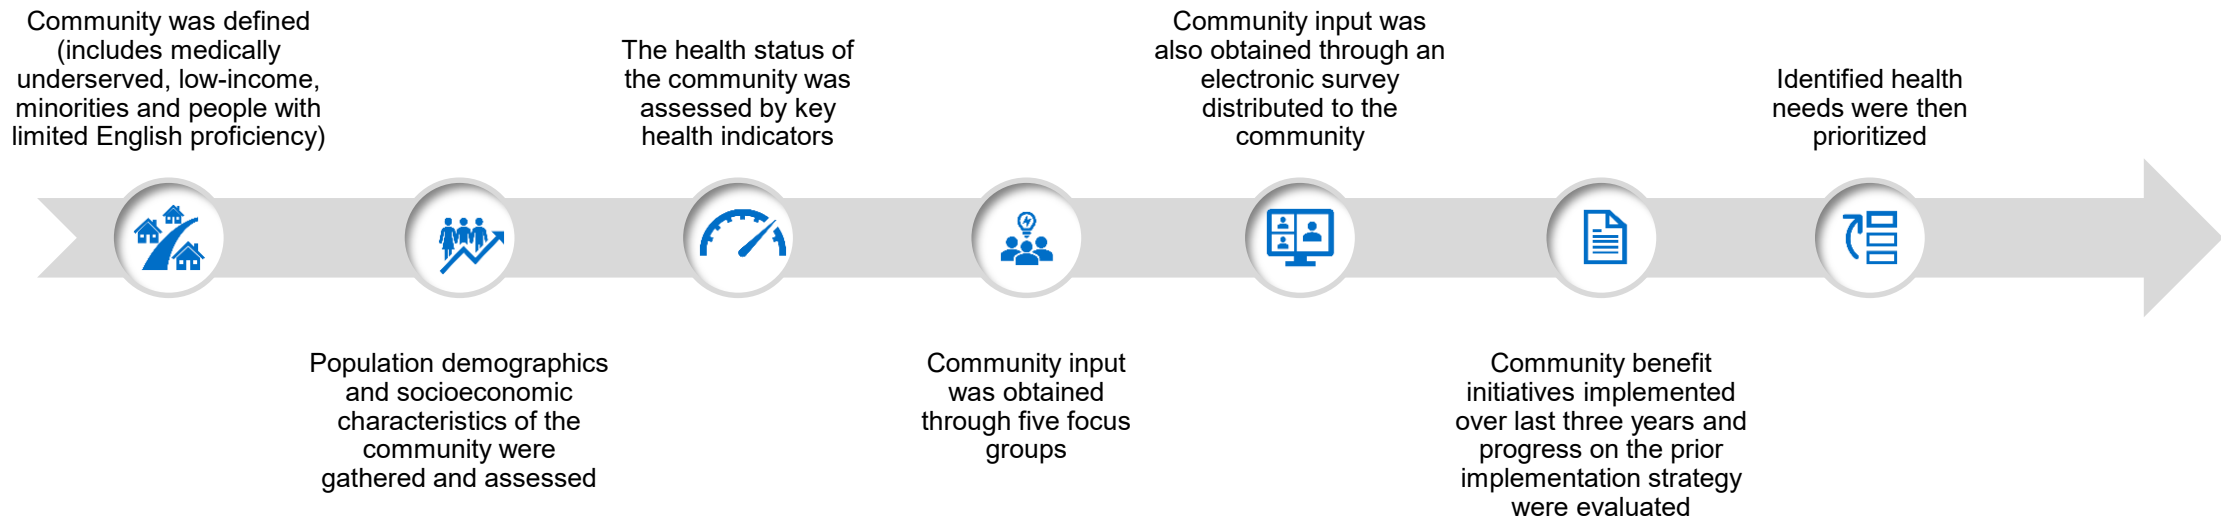 Community was defined
(includes medically
underserved, low-income,
minorities and people with
limited English proficiency)
Population demographics
and socioeconomic
characteristics of the
community were
gathered and assessed
The health status of
the community was
assessed by key
health indicators
Community input
was obtained
through five focus
groups
Community input was
also obtained through an
electronic survey
distributed to the
community
Community benefit
initiatives implemented
over last three years and
progress on the prior
implementation strategy
were evaluated
Identified health
needs were then
prioritized